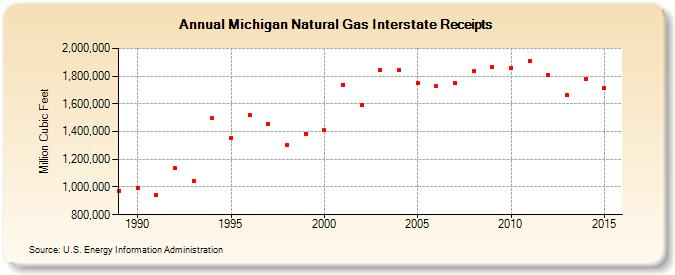 Annual Michigan Natural Gas Interstate Receipts
Million Cubic Feet
2,000,000
1,800,000
1,600,000
1,400,000
1,200,000
1,000,000
800,000
1990 1995 2000 2005 2010 2015
Source: U.S. Energy Information Administration